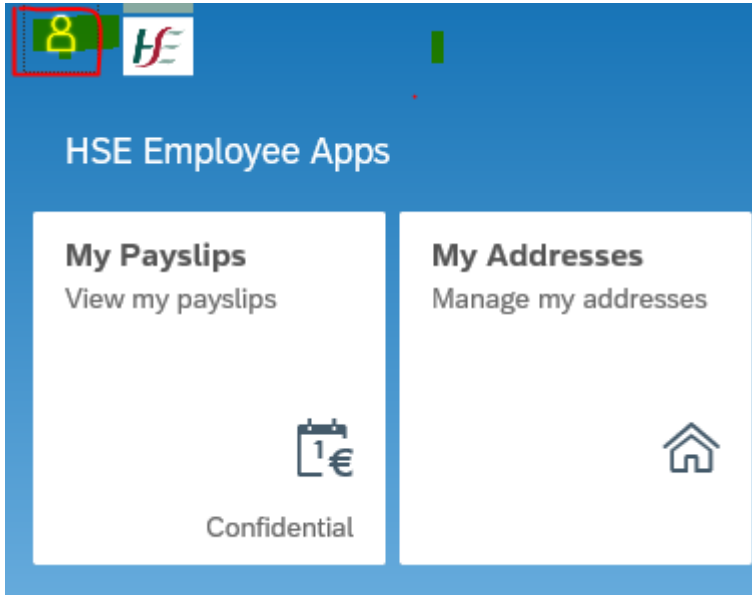 HSE
HSE Employee Apps
My Payslips
View my payslips
1 €
Confidential
My Addresses
Manage my addresses